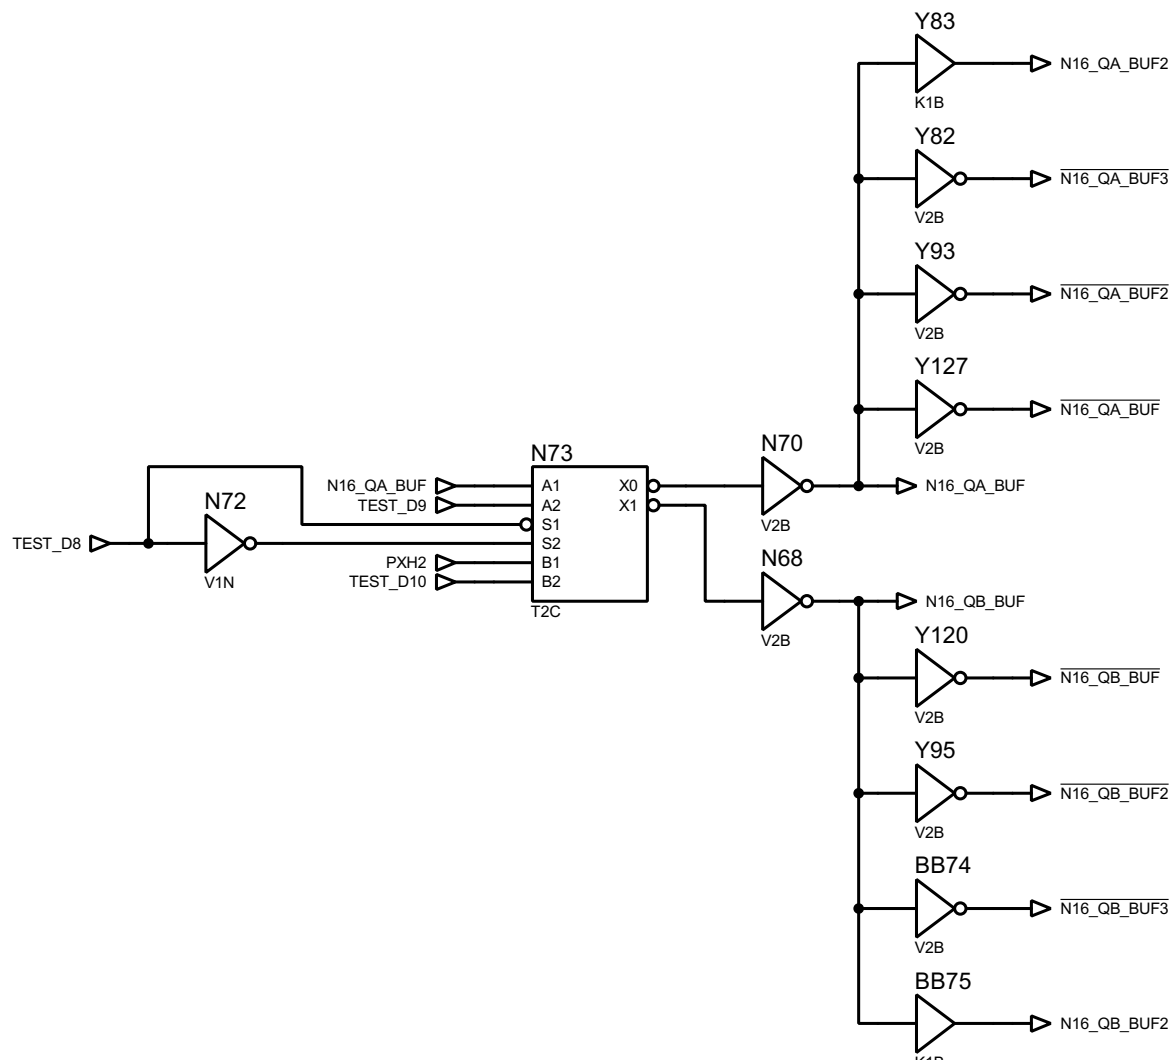 Y83
N16_QA_BUF2
K1B
Y82
N16_QA_BUF3
V2B
Y93
N16_QA_BUF2
V2B
Y127
N16_QA_BUF
V2B
N73
N70
N16_QA_BUF A1 X0 N16_QA_BUF
TEST_D9 A2 X1
N72
S1
V2B
TEST_D8
S2
N68
PXH2 B1
V1N
TEST_D10 B2
N16_QB_BUF
T2C
V2B
Y120
N16_QB_BUF
V2B
Y95
N16_QB_BUF2
V2B
BB74
N16_QB_BUF3
V2B
BB75
N16_QB_BUF2
K1B